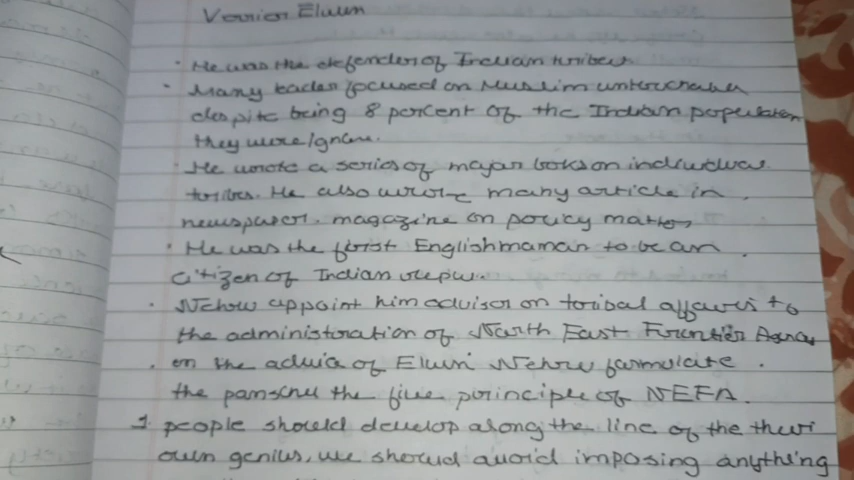 Verrier Elwin
• He was the defender of Indian tribes
• Many leader focused on Muslim untouchable
despite being 8 percent of the Indian population
they were ignore.
• He wrote a series of major books on individual
tribes. He also wrote many article in
newspaper. magazine on policy matters
• He was the first Englishmaman to be an
citizen of Indian repu..
• Nehru appoint him advisor on toribal affairs to
the administoration of North East Frontier Agency
• on the advice of Elwin Nehru farmulate
the panscheel the five principle of NEFA.
1. people should develop along the line of the their
own genius, we should avoid imposing anything